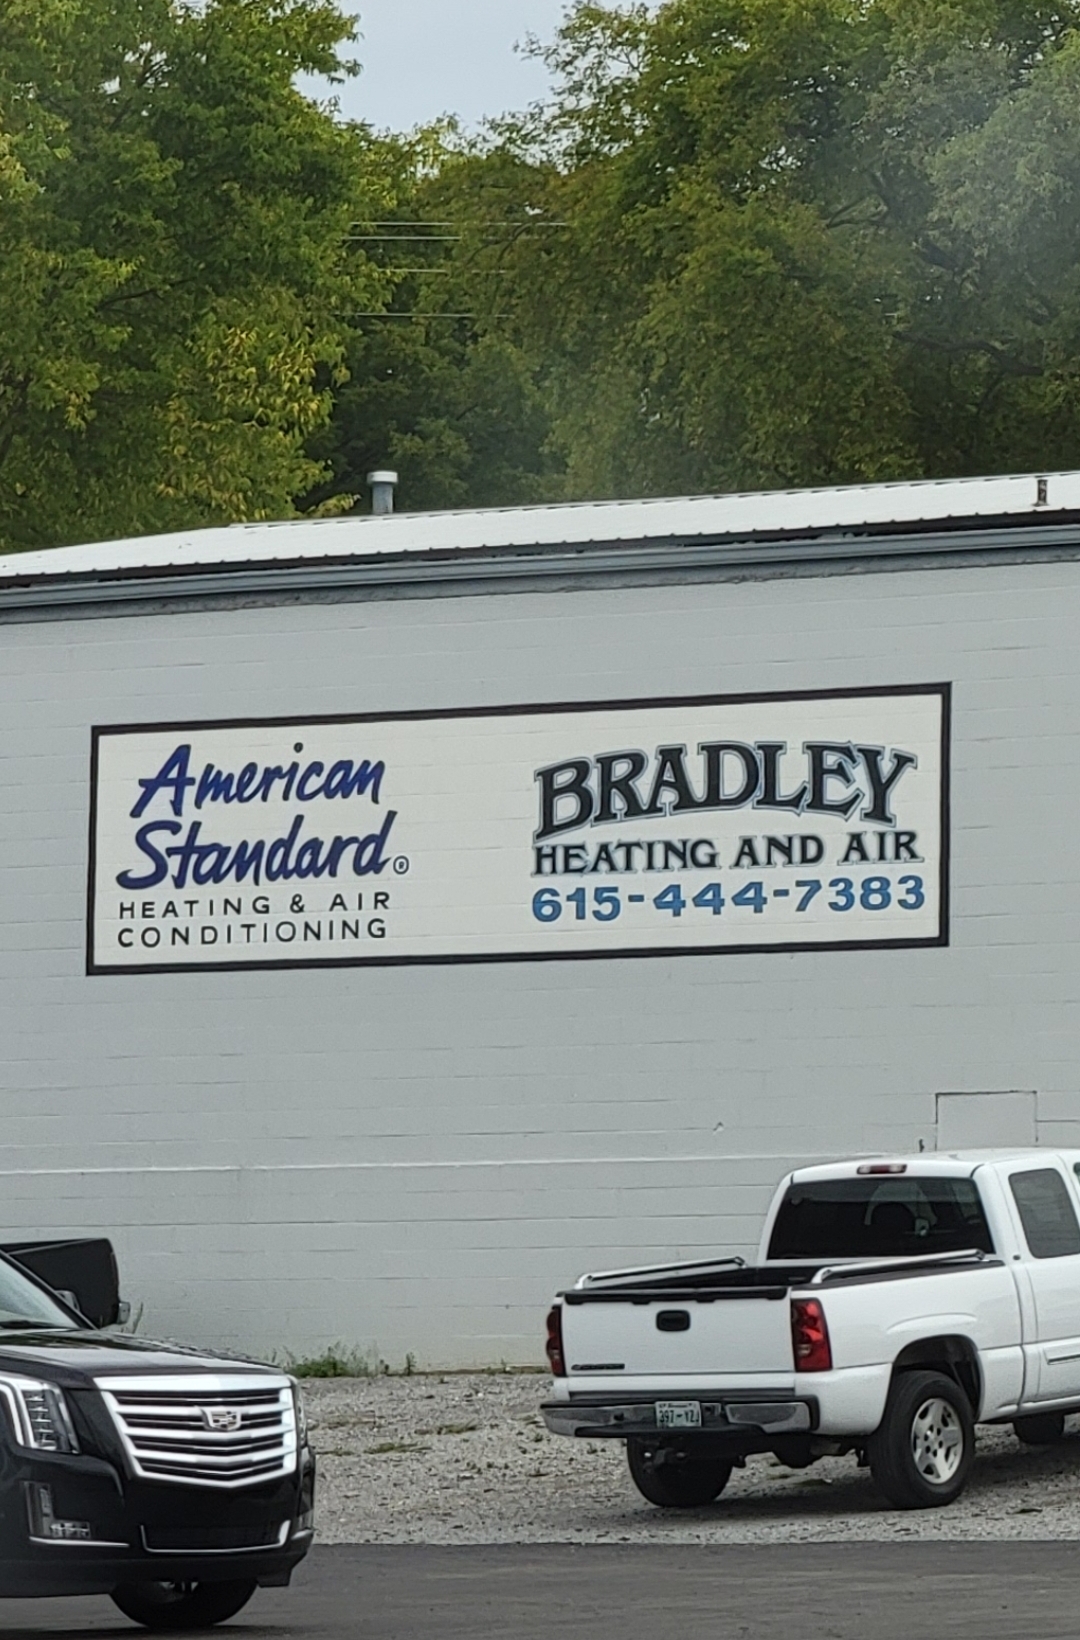 American
Standard®
HEATING & AIR
CONDITIONING
BRADLEY
HEATING AND AIR
615-444-7383